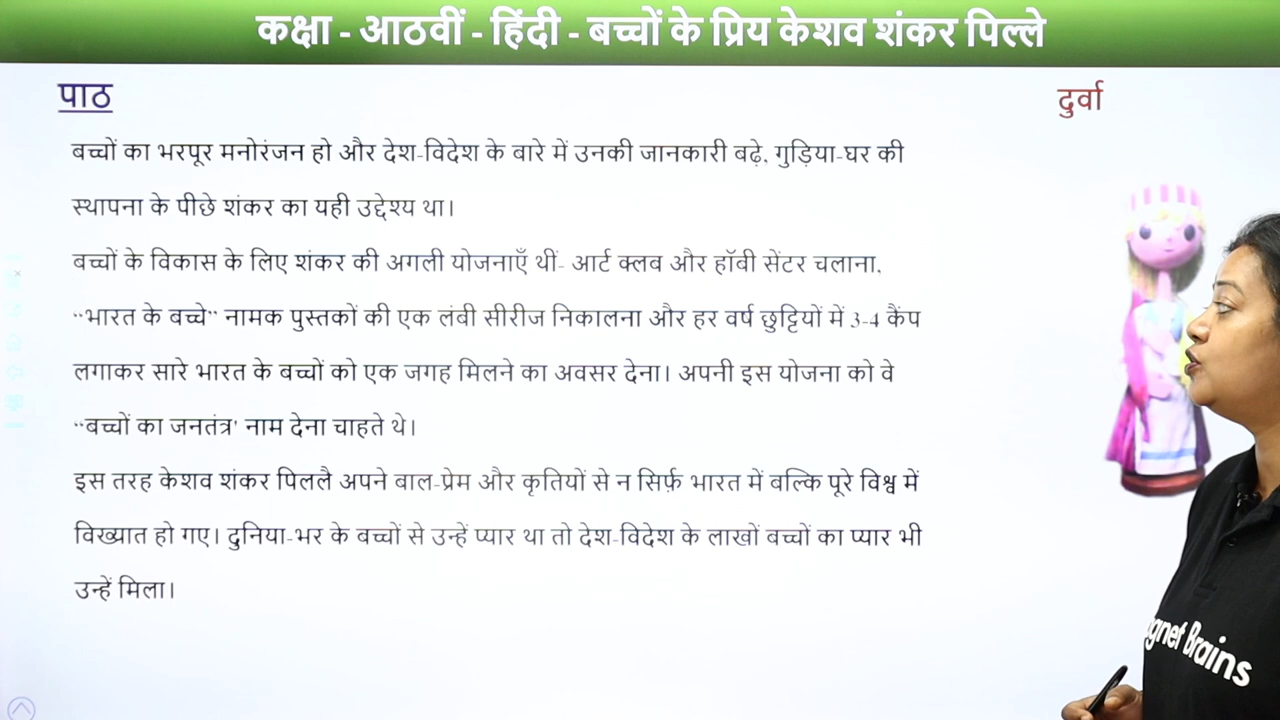 कक्षा - आठवीं - हिंदी - बच्चों के प्रिय केशव शंकर पिल्ले
पाठ
दुर्वा
बच्चों का भरपूर मनोरंजन हो और देश-विदेश के बारे में उनकी जानकारी बढ़े, गुड़िया-घर की
स्थापना के पीछे शंकर का यही उद्देश्य था।
बच्चों के विकास के लिए शंकर की अगली योजनाएँ थीं- आर्ट क्लब और हॉबी सेंटर चलाना,
“भारत के बच्चे” नामक पुस्तकों की एक लंबी सीरीज निकालना और हर वर्ष छुट्टियों में 3-4 कैंप
लगाकर सारे भारत के बच्चों को एक जगह मिलने का अवसर देना। अपनी इस योजना को वे
“बच्चों का जनतंत्र' नाम देना चाहते थे।
इस तरह केशव शंकर पिललै अपने बाल-प्रेम और कृतियों से न सिर्फ़ भारत में बल्कि पूरे विश्व में
विख्यात हो गए। दुनिया-भर के बच्चों से उन्हें प्यार था तो देश-विदेश के लाखों बच्चों का प्यार भी
उन्हें मिला।
gnet Brains